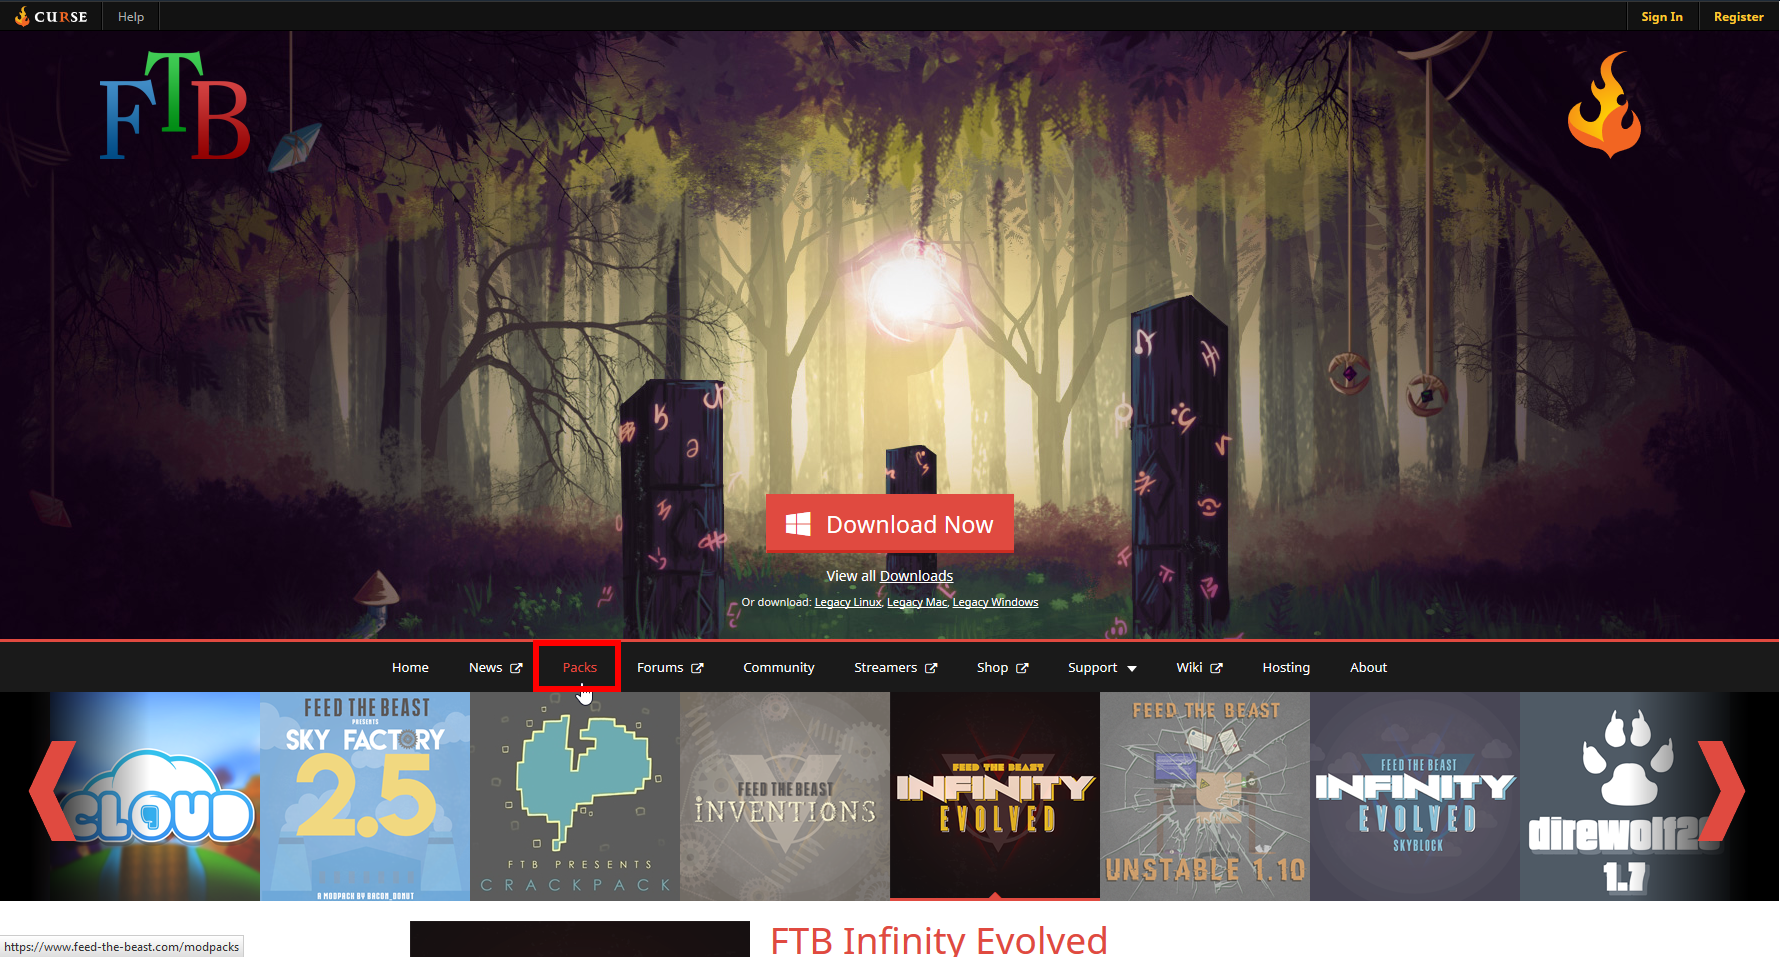 CURSE Help Sign In Register
FTB
Download Now
View all Downloads
Or download: Legacy Linux, Legacy Mac, Legacy Windows
Home News Packs Forums Community Streamers Shop Support Wiki Hosting About
CLOUD
FEED THE BEAST
PRESENTS
SKY FACTORY
2.5
A MODPACK BY BACON_DONUT
FTB PRESENTS
CRACKPACK
FEED THE BEAST
INVENTIONS
FEED THE BEAST
INFINITY
EVOLVED
FEED THE BEAST
UNSTABLE 1.10
FEED THE BEAST
INFINITY
EVOLVED
SKYBLOCK
direwolf20
1.7
FTB Infinity Evolved
https://www.feed-the-beast.com/modpacks